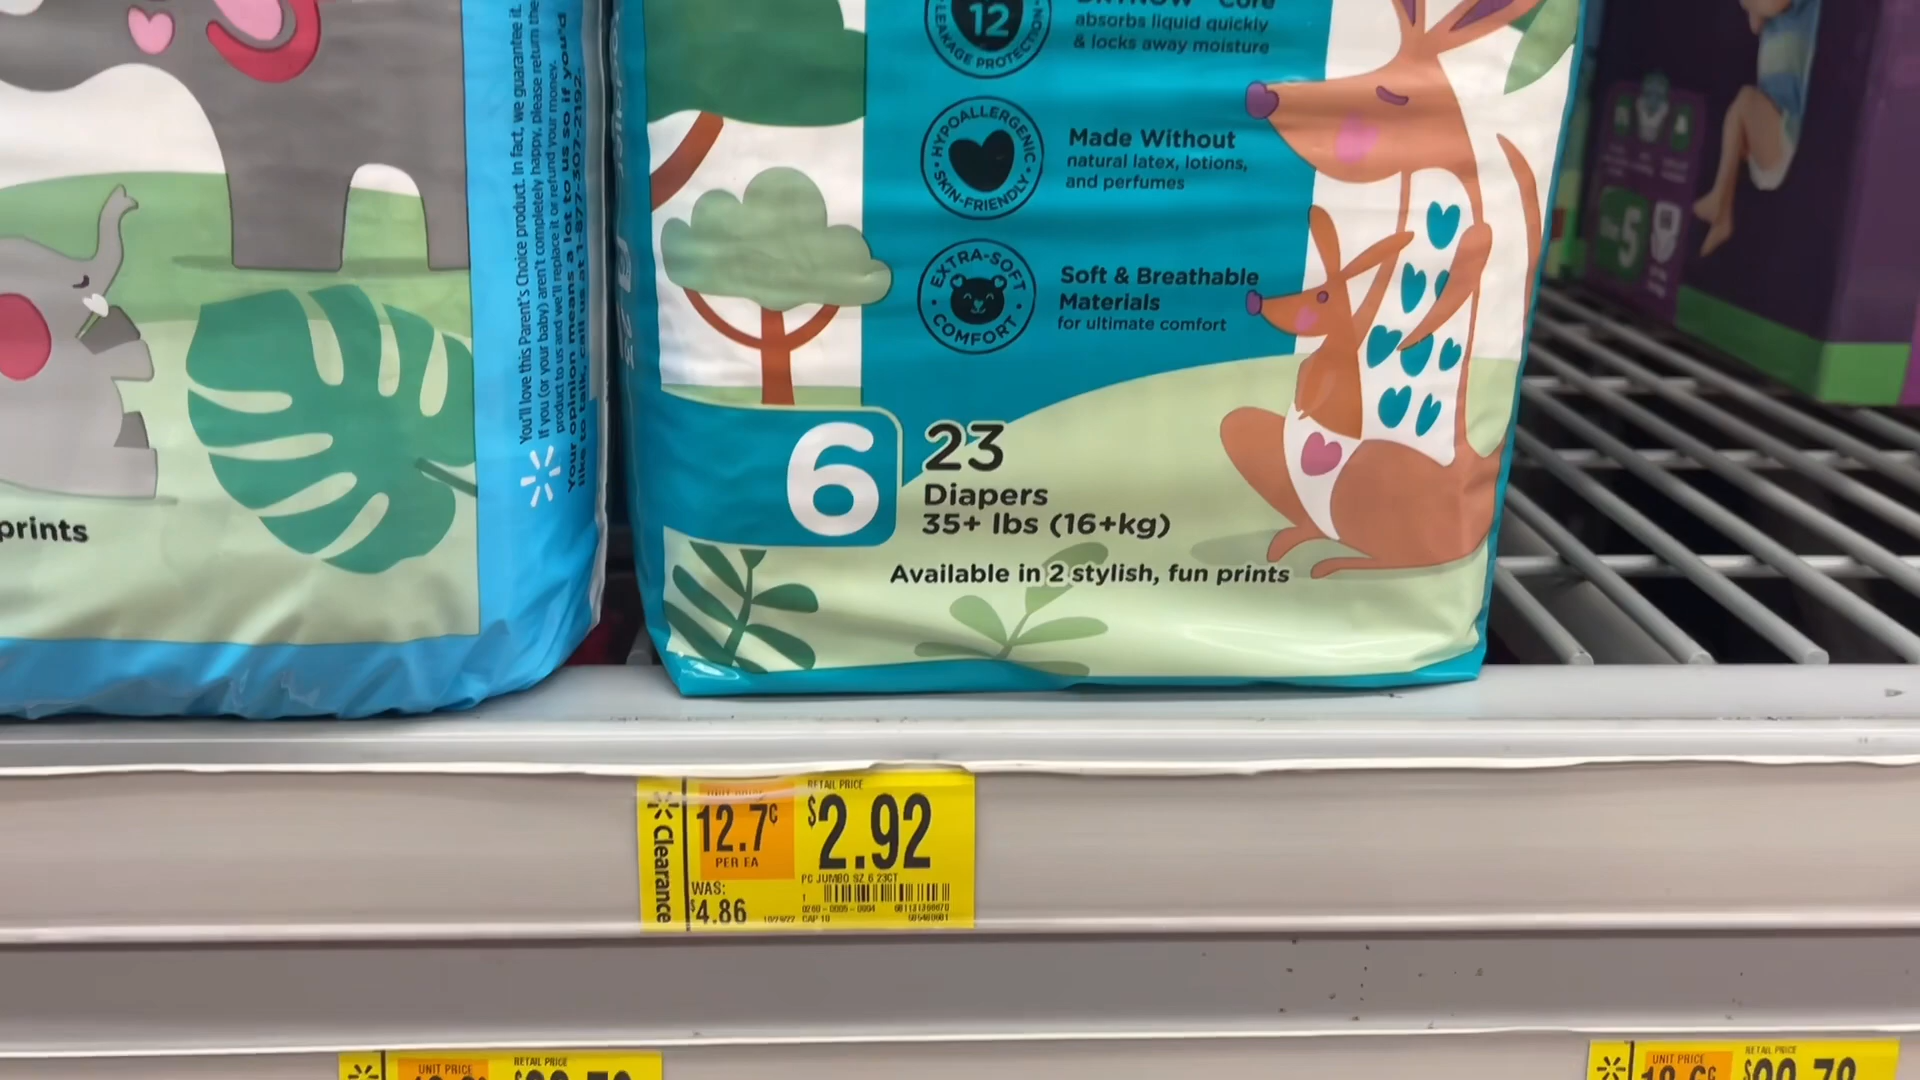 You'll love this Parent's Choice product. In fact, we guarantee it.
If you (or your baby) aren't completely happy, please return the
product to us and we'll replace it or refund your money.
Your opinion means a lot to us so if you'd
like to talk, call us at 1-877-307-2192.
prints
12
LEAKAGE PROTECTION
absorbs liquid quickly
& locks away moisture
HYPOALLERGENIC
SKIN-FRIENDLY
Made Without
natural latex, lotions,
and perfumes
EXTRA-SOFT
COMFORT
Soft & Breathable
Materials
for ultimate comfort
6
23
Diapers
35+ lbs (16+kg)
Available in 2 stylish, fun prints
5
Clearance
12.7¢
PER EA
WAS:
$4.86
RETAIL PRICE
$2.92
PC JUMBO SZ 6 23CT
CAP 10
UNIT PRICE
RETAIL PRICE
UNIT PRICE
RETAIL PRICE